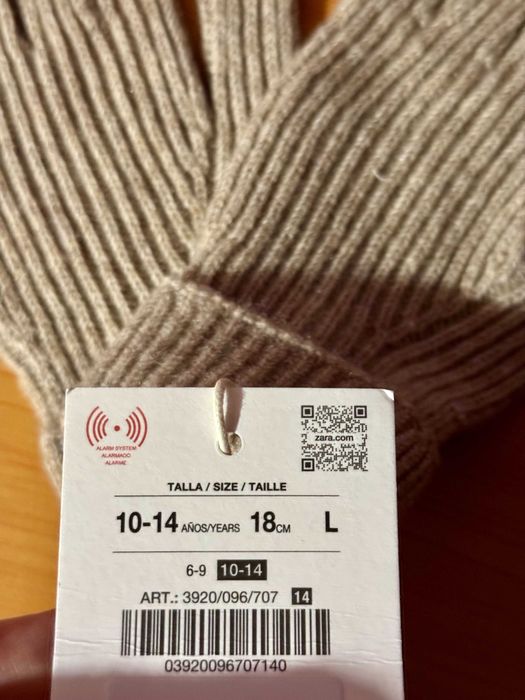 ALARM SYSTEM
ALARMADO
ALARME
zara.com
TALLA / SIZE / TAILLE
10-14 AÑOS/YEARS 18CM L
6-9 10-14
ART.: 3920/096/707 14
03920096707140